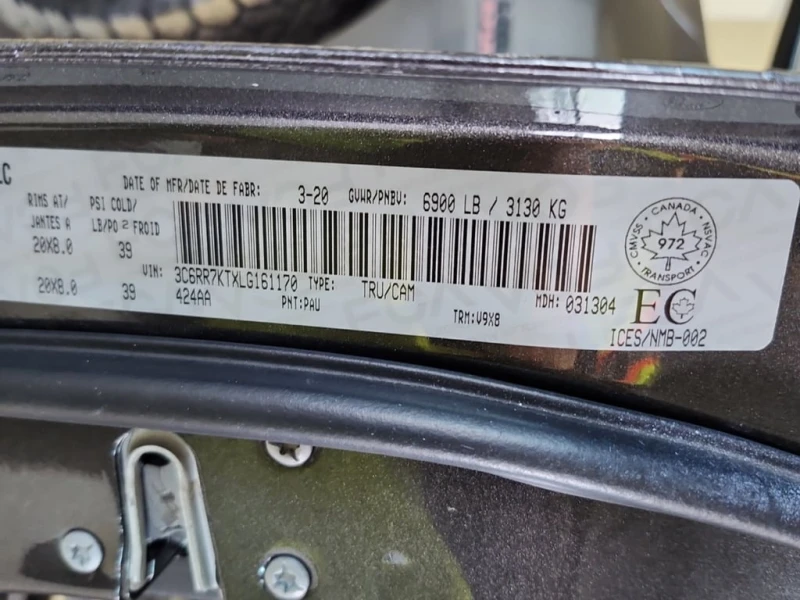 LC
DATE OF MFR/DATE DE FABR: 3-20 GVWR/PNBV: 6900 LB / 3130 KG
RIMS AT/ PSI COLD/
JANTES A LB/PO² FROID
20X8.0 39
20X8.0 39
VIN: 3C6RR7KTXLG161170 TYPE: TRU/CAM MDH: 031304
424AA PNT:PAU TRM:V9X8
CANADA
CMVSS NSVAC
972
TRANSPORT
EC
ICES/NMB-002